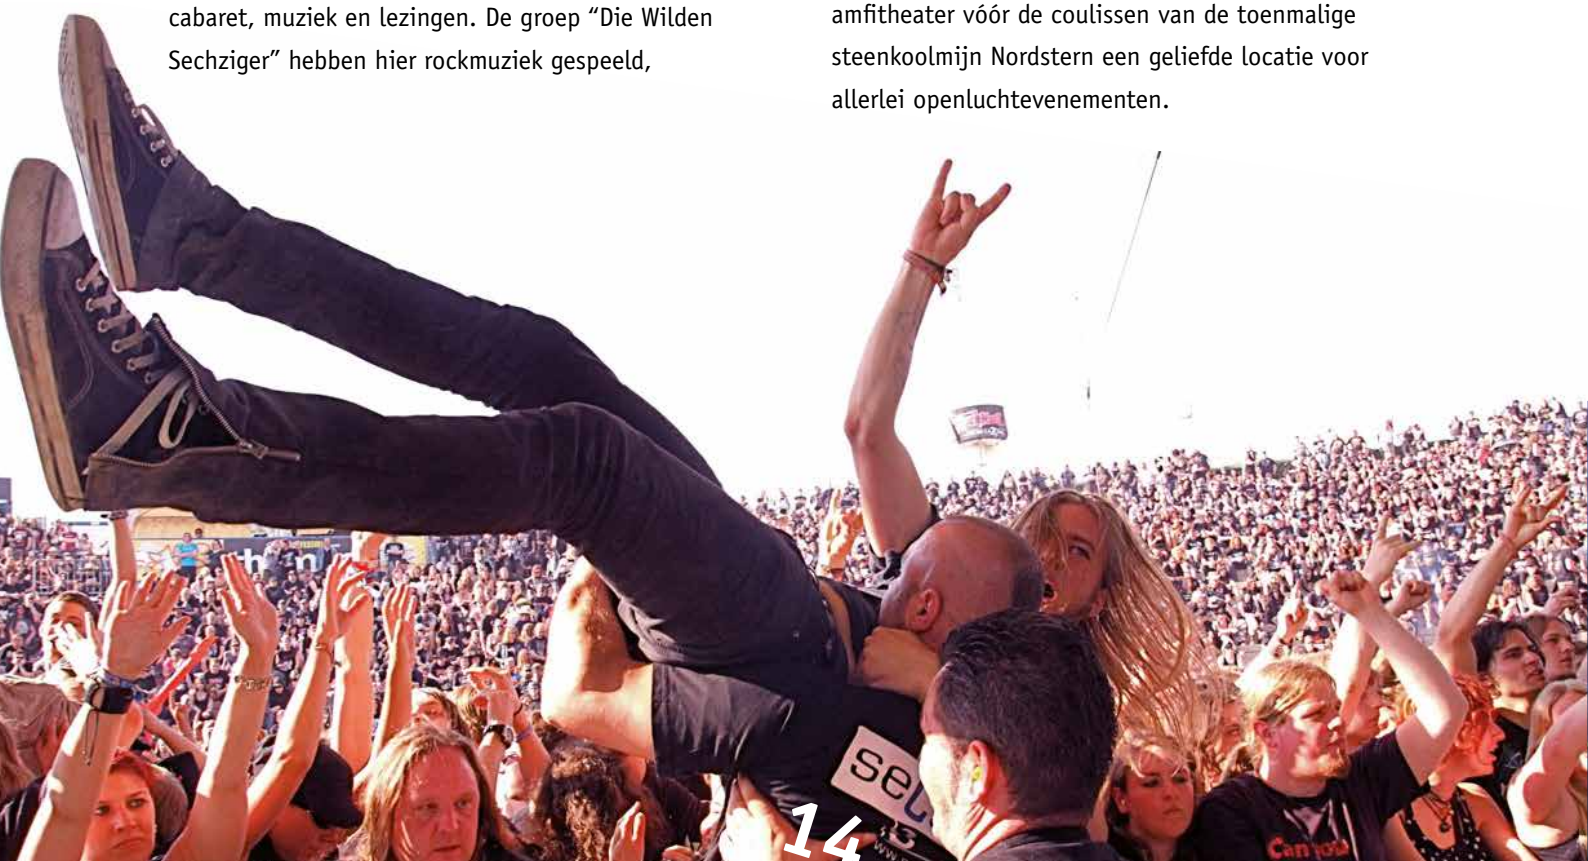 cabaret, muziek en lezingen. De groep “Die Wilden
Sechziger” hebben hier rockmuziek gespeeld,
amfitheater vóór de coulissen van de toenmalige
steenkoolmijn Nordstern een geliefde locatie voor
allerlei openluchtevenementen.
14